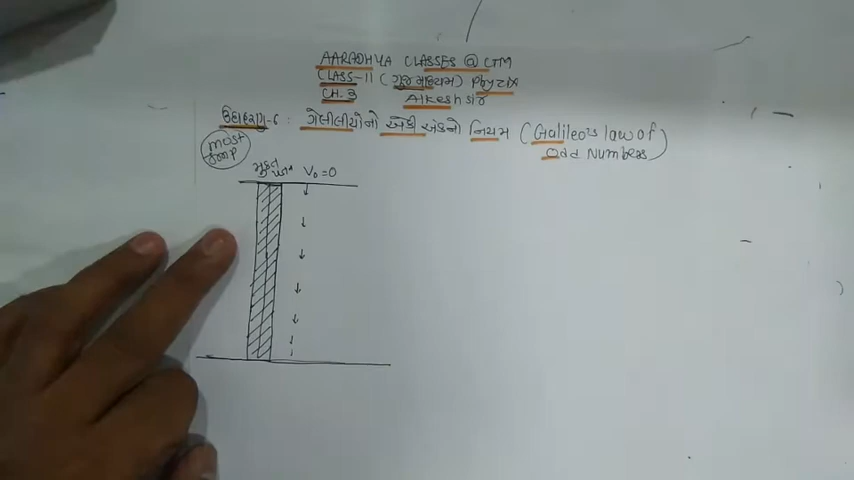 AARADHYA CLASSES @ CTM
CLASS-11 (ગુજ માધ્યમ) Phyzix
CH. 3 Alkesh sir
ઉદાહરણ-6 : ગેલીલીયોનો એકી અંકનો નિયમ (Galileo's law of
Odd Numbers)
most Imp
મુક્ત પતન V₀ = 0